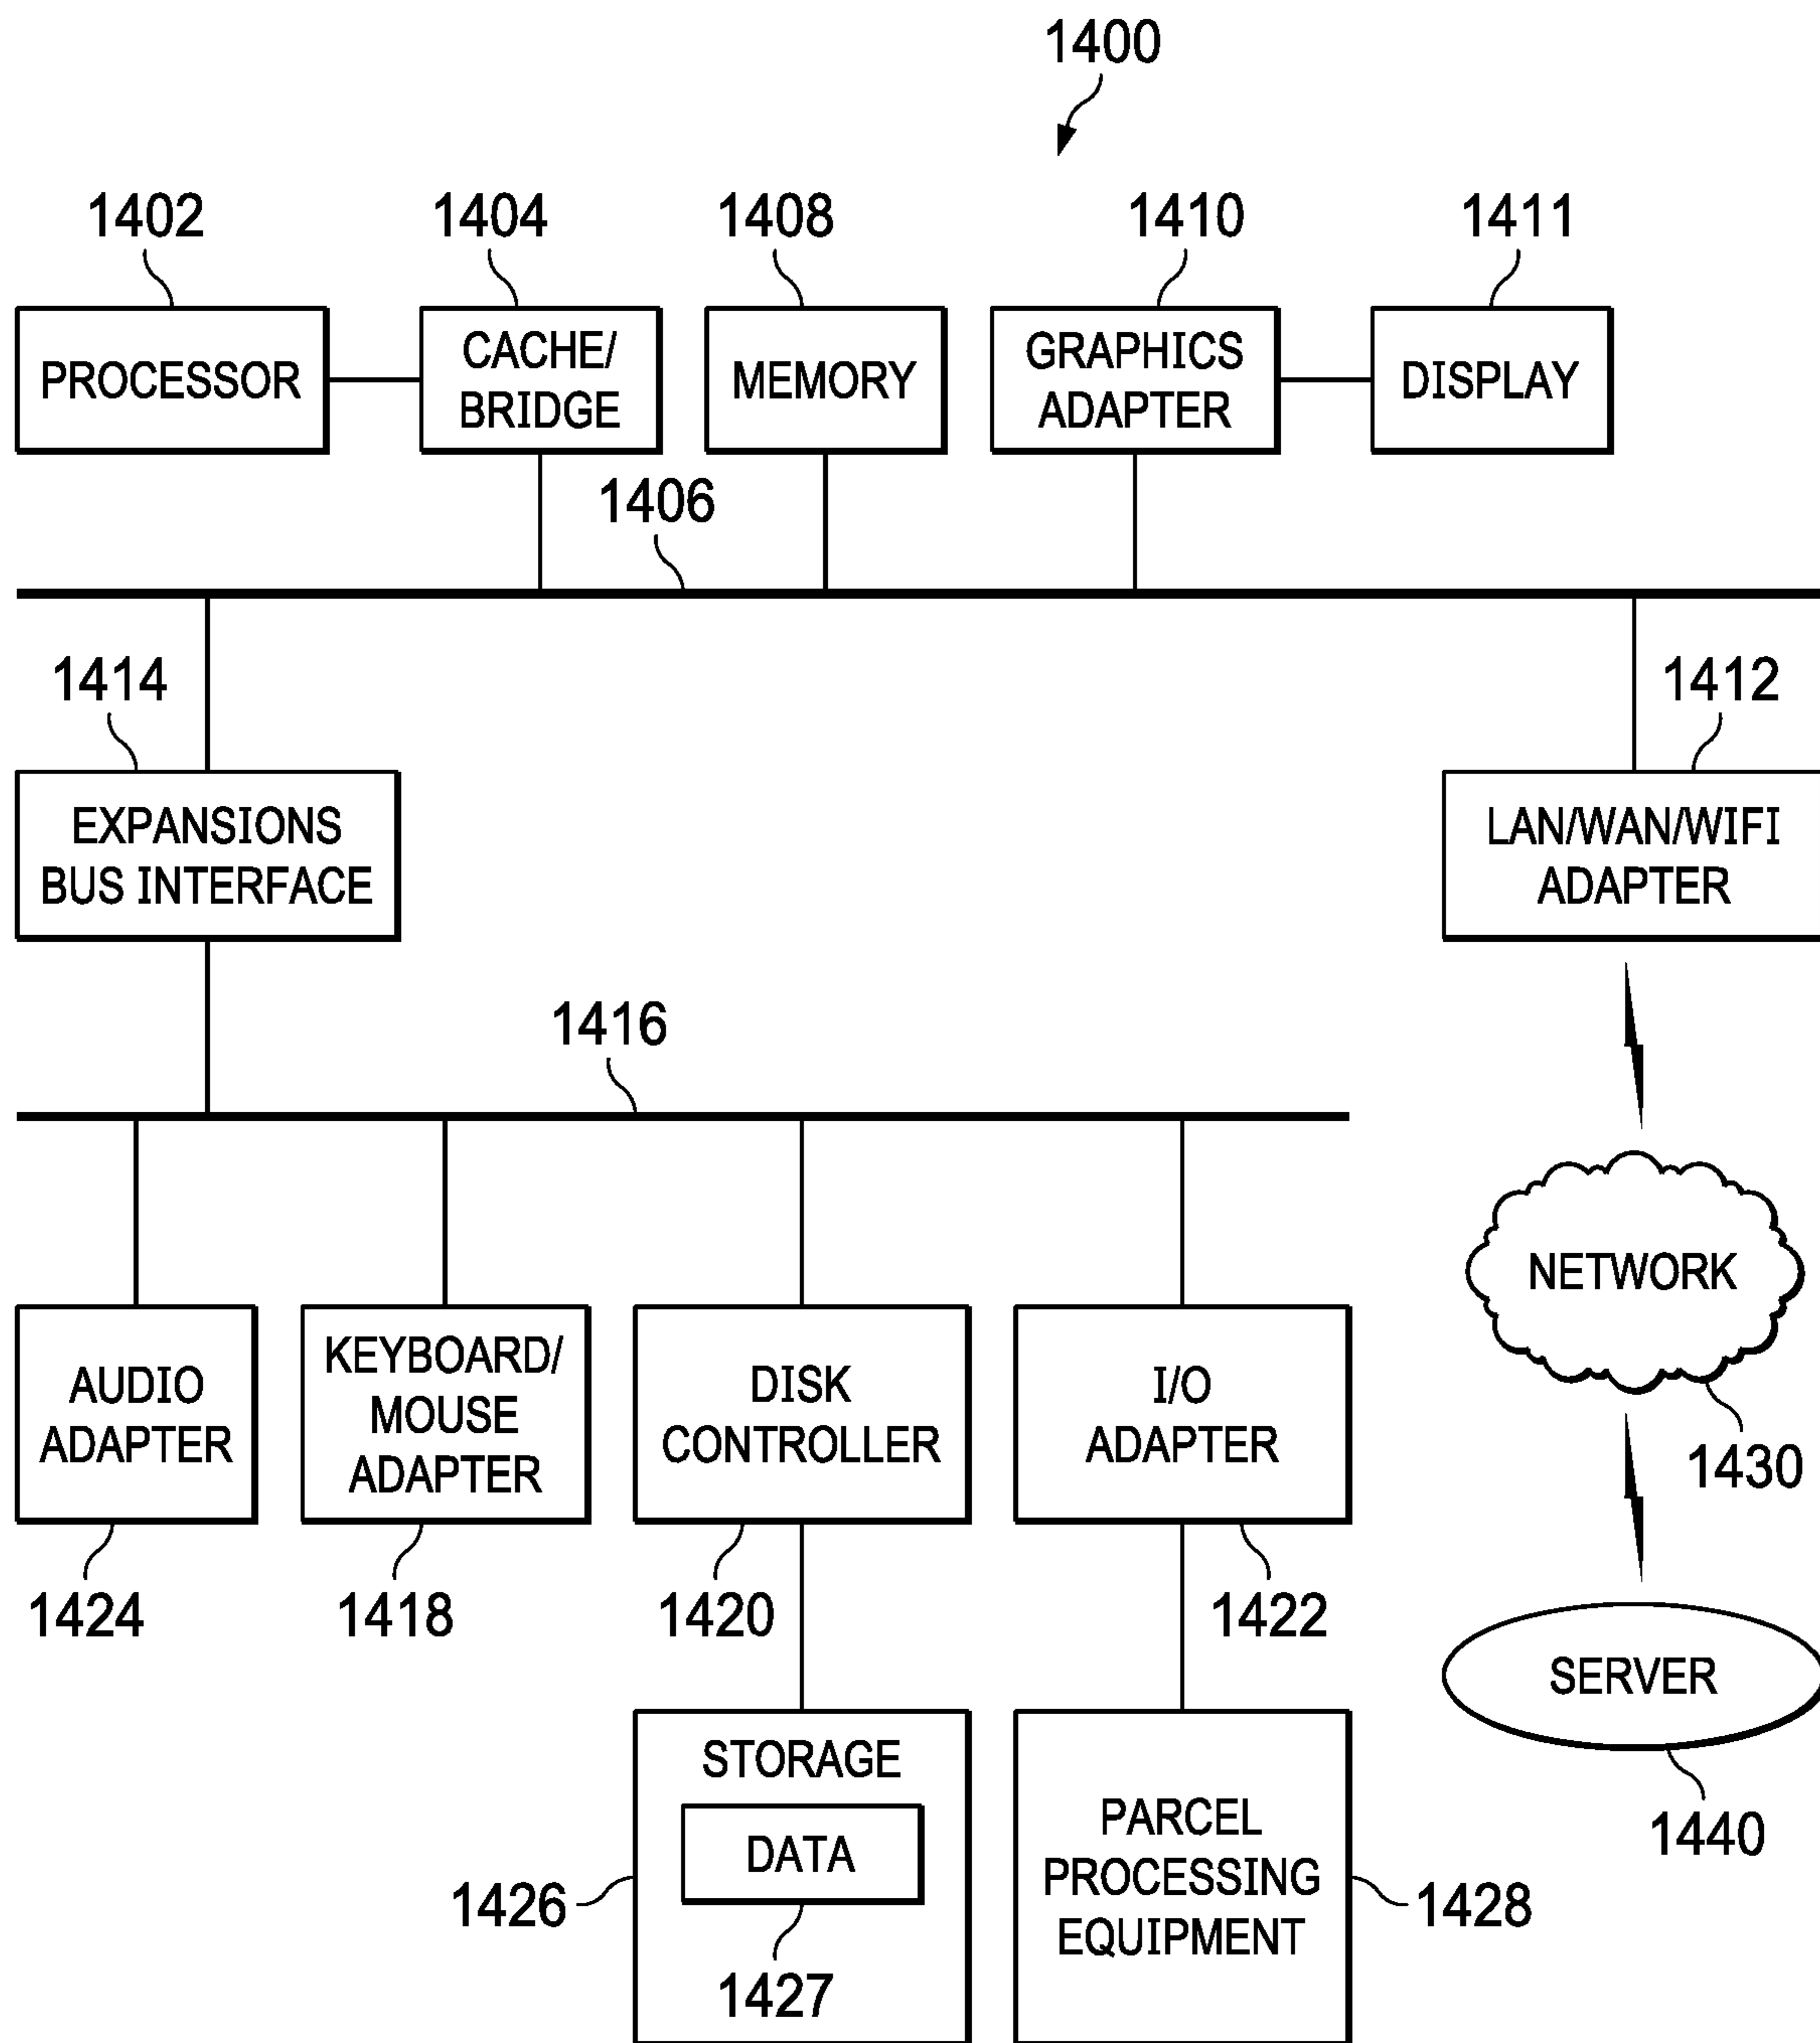 1400
1402
1404
1408
1410
1411
PROCESSOR
CACHE/
BRIDGE
MEMORY
GRAPHICS
ADAPTER
DISPLAY
1406
1414
1412
EXPANSIONS
BUS INTERFACE
LAN/WAN/WIFI
ADAPTER
1416
NETWORK
1430
AUDIO
ADAPTER
KEYBOARD/
MOUSE
ADAPTER
DISK
CONTROLLER
I/O
ADAPTER
1424
1418
1420
1422
SERVER
1440
STORAGE
DATA
1426
1427
PARCEL
PROCESSING
EQUIPMENT
1428